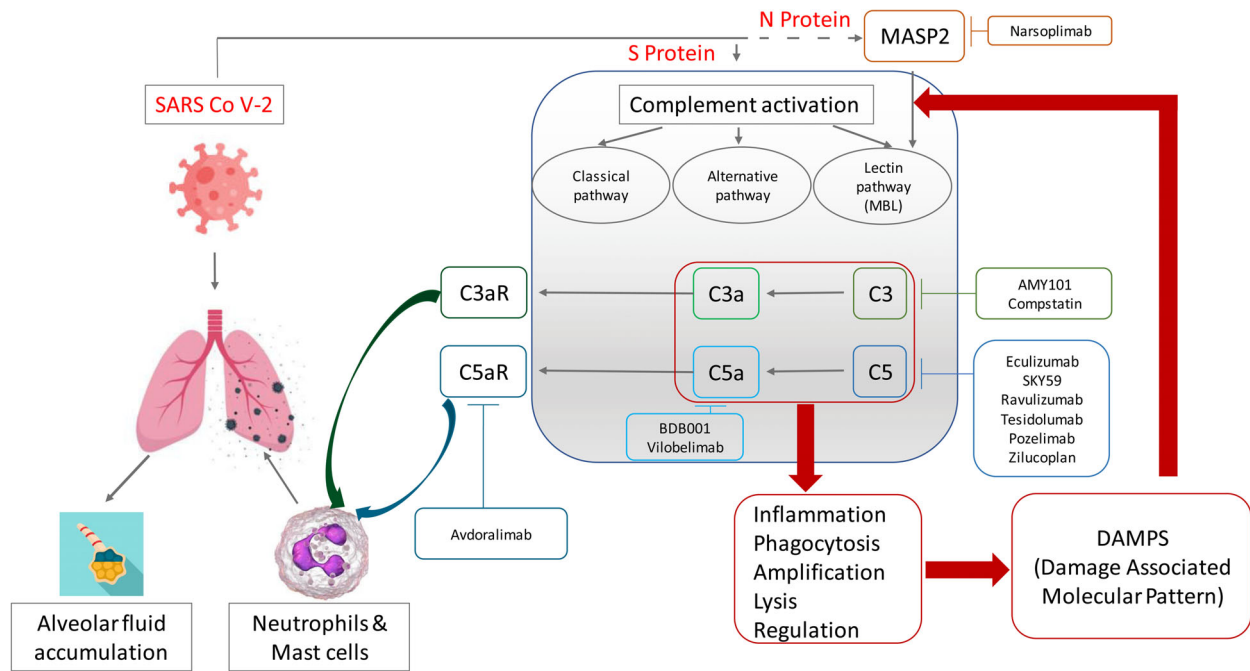 N Protein
MASP2
Narsoplimab
S Protein
SARS Co V-2
Complement activation
Classical
pathway
Alternative
pathway
Lectin
pathway
(MBL)
C3aR
C3a
C3
AMY101
Compstatin
C5aR
C5a
C5
Eculizumab
SKY59
Ravulizumab
Tesidolumab
Pozelimab
Zilucoplan
BDB001
Vilobelimab
Avdoralimab
Inflammation
Phagocytosis
Amplification
Lysis
Regulation
DAMPS
(Damage Associated
Molecular Pattern)
Alveolar fluid
accumulation
Neutrophils &
Mast cells